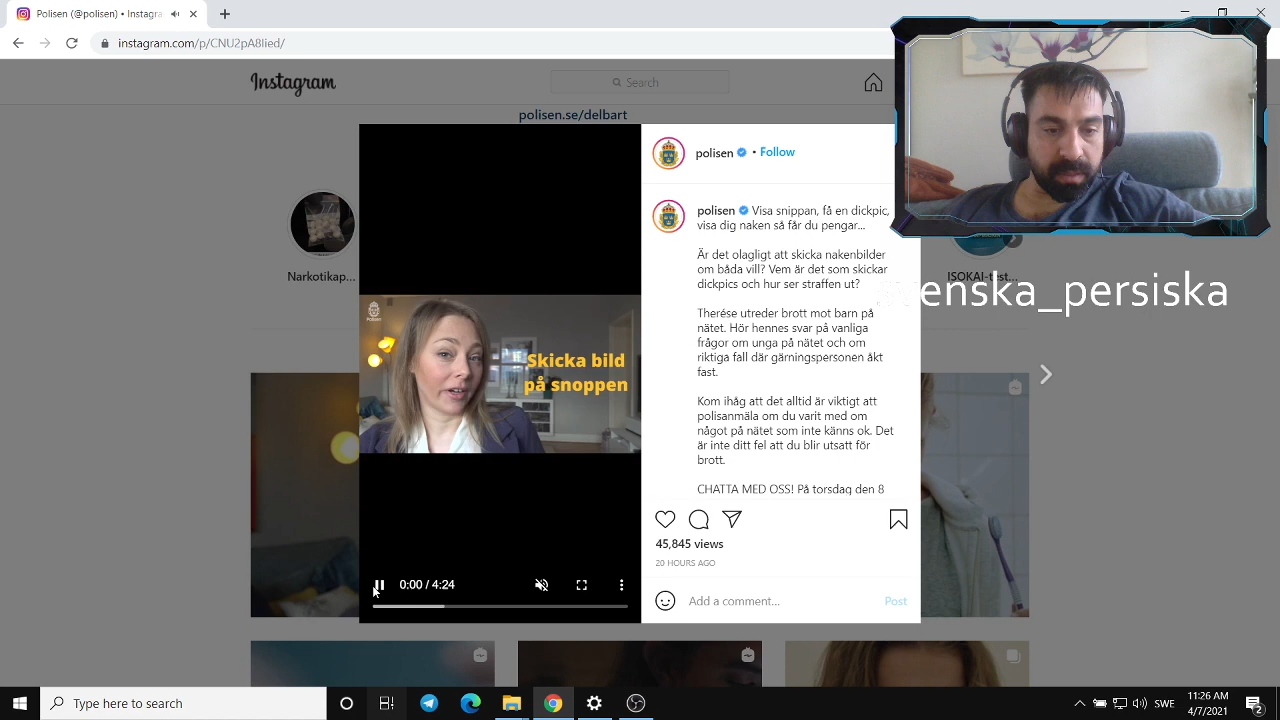 Polisen (@polisen) • Instagra
instagram.com/p/CNU2pA8lied/
Instagram
Search
polisen.se/delbart
polisen • Follow
polisen Visa snippan, få en dickpic,
visa dig naken så får du pengar...
Är det olagligt att skicka nakenbilder
om båda vill? Vem är det som skickar
dickpics och hur ser straffen ut?
Therése utreder brott mot barn på
nätet. Hör hennes svar på vanliga
frågor om unga på nätet och om
riktiga fall där gärningspersonen åkt
fast.
Kom ihåg att det alltid är viktigt att
polisanmäla om du varit med om
något på nätet som inte känns ok. Det
är inte ditt fel att du blir utsatt för
brott.
CHATTA MED OSS! På torsdag den 8
Narkotikap...
ISOKAI-test...
svenska_persiska
POLISEN
Skicka bild
på snoppen
0:00 / 4:24
45,845 views
20 HOURS AGO
Add a comment...
Post
Type here to search
SWE
11:26 AM
4/7/2021
2